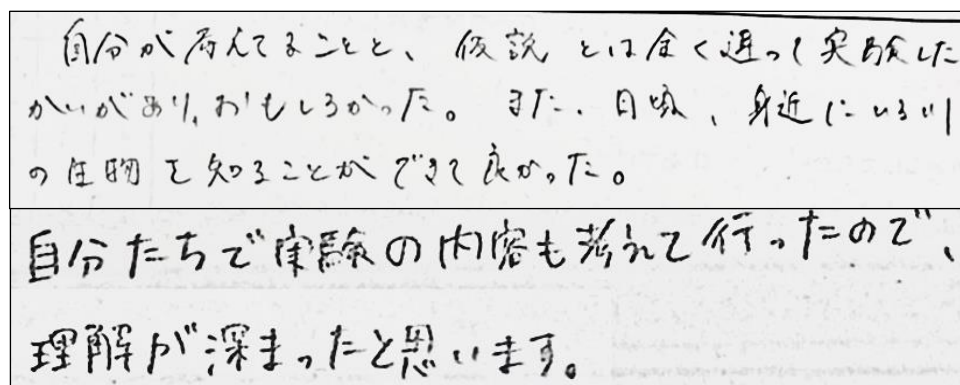 自分が考えてることと、仮説とは全く違って実験した
かいがあり、おもしろかった。また、日頃、身近にいる川
の生物を知ることができて良かった。
自分たちで実験の内容も考えて行ったので、
理解が深まったと思います。